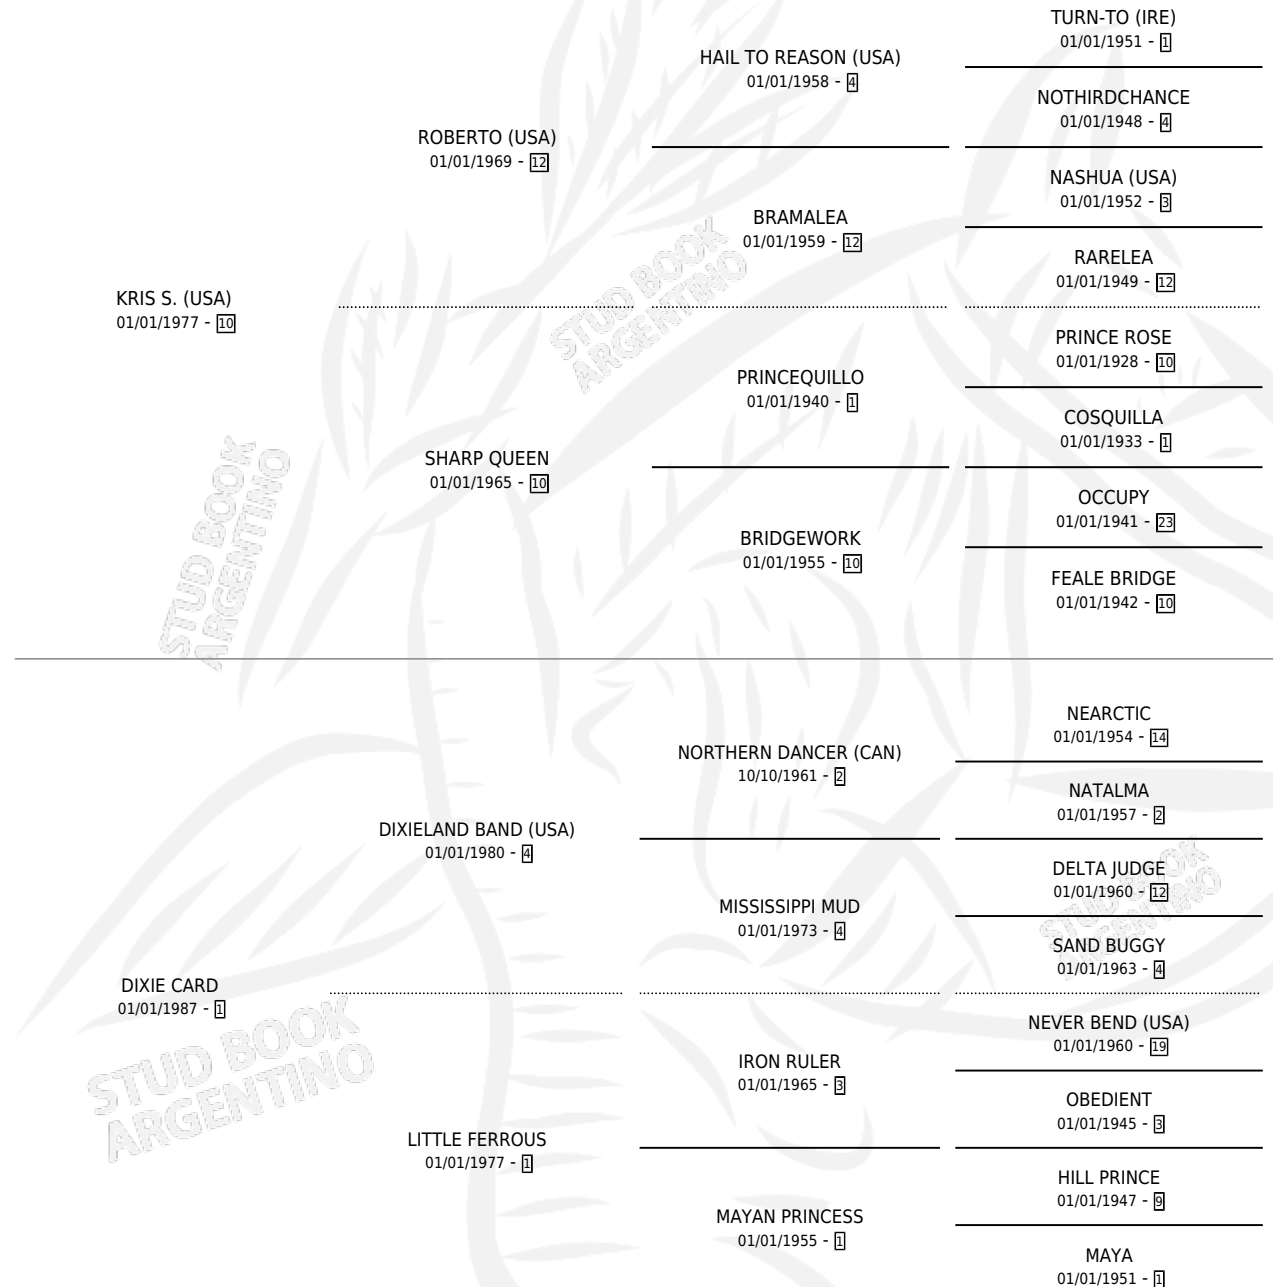 TURN-TO (IRE)
01/01/1951 - 1
HAIL TO REASON (USA)
01/01/1958 - 4
NOTHIRDCHANCE
01/01/1948 - 4
ROBERTO (USA)
01/01/1969 - 12
NASHUA (USA)
01/01/1952 - 3
BRAMALEA
01/01/1959 - 12
RARELEA
01/01/1949 - 12
KRIS S. (USA)
01/01/1977 - 10
PRINCE ROSE
01/01/1928 - 10
PRINCEQUILLO
01/01/1940 - 1
COSQUILLA
01/01/1933 - 1
SHARP QUEEN
01/01/1965 - 10
OCCUPY
01/01/1941 - 23
BRIDGEWORK
01/01/1955 - 10
FEALE BRIDGE
01/01/1942 - 10
NEARCTIC
01/01/1954 - 14
NORTHERN DANCER (CAN)
10/10/1961 - 2
NATALMA
01/01/1957 - 2
DIXIELAND BAND (USA)
01/01/1980 - 4
DELTA JUDGE
01/01/1960 - 12
MISSISSIPPI MUD
01/01/1973 - 4
SAND BUGGY
01/01/1963 - 4
DIXIE CARD
01/01/1987 - 1
NEVER BEND (USA)
01/01/1960 - 19
IRON RULER
01/01/1965 - 3
OBEDIENT
01/01/1945 - 3
LITTLE FERROUS
01/01/1977 - 1
HILL PRINCE
01/01/1947 - 9
MAYAN PRINCESS
01/01/1955 - 1
MAYA
01/01/1951 - 1
STUD BOOK
ARGENTINO
STUD BOOK
ARGENTINO
STUD BOOK
ARGENTINO
STUD BOOK
ARGENTINO